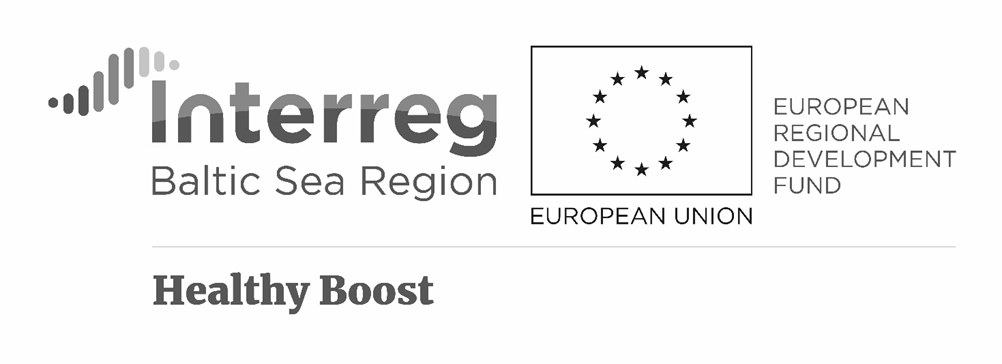 Interreg
Baltic Sea Region
EUROPEAN UNION
EUROPEAN
REGIONAL
DEVELOPMENT
FUND
Healthy Boost